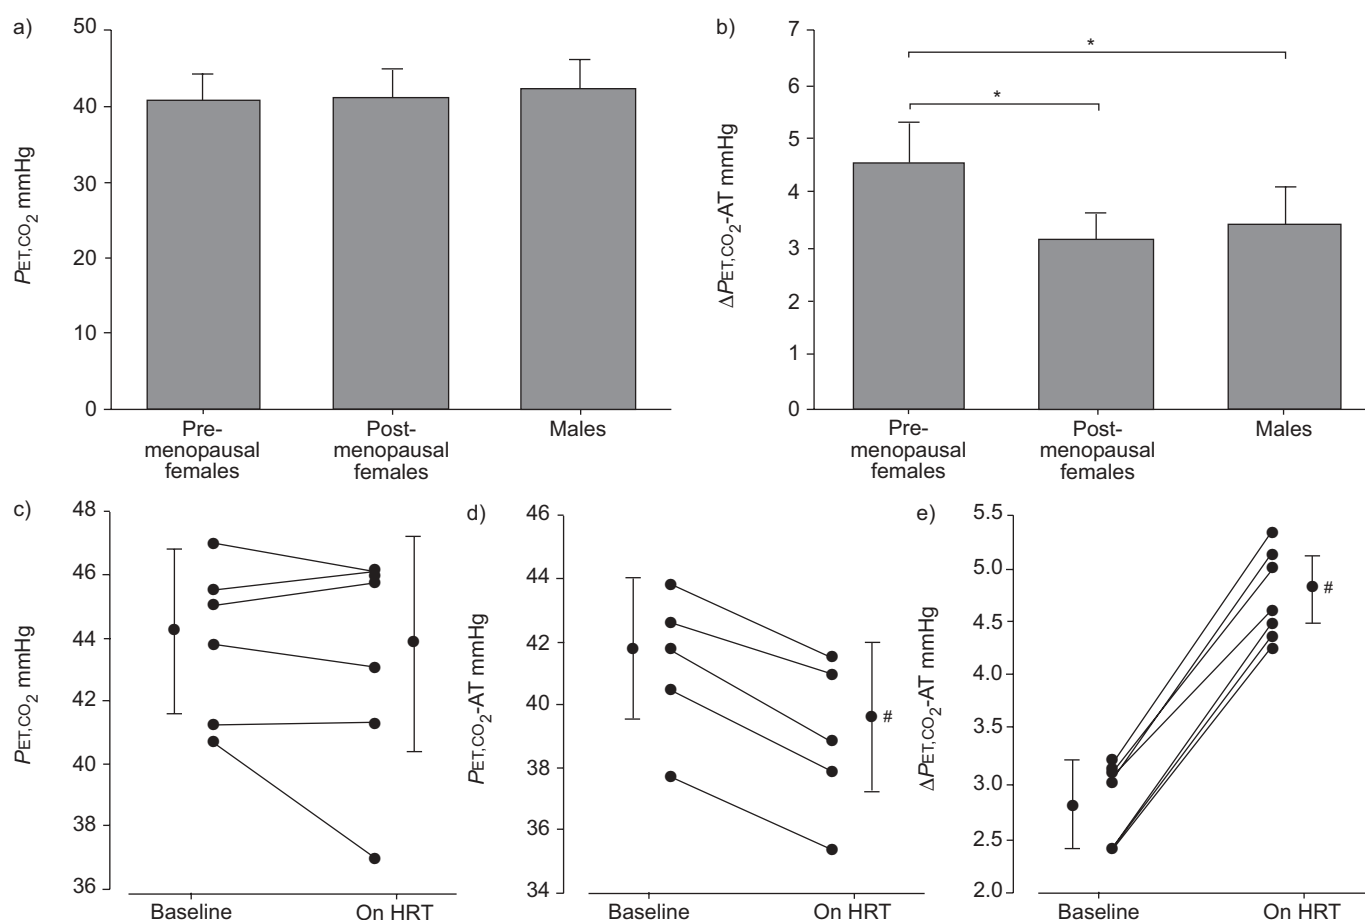 a)
50
40
30
20
10
0
PET,CO2 mmHg
Pre-
menopausal
females
Post-
menopausal
females
Males
b)
7
6
5
4
3
2
1
0
ΔPET,CO2-AT mmHg
*
*
Pre-
menopausal
females
Post-
menopausal
females
Males
c)
48
46
44
42
40
38
36
PET,CO2 mmHg
Baseline
On HRT
d)
46
44
42
40
38
36
34
PET,CO2-AT mmHg
#
Baseline
On HRT
e)
5.5
5.0
4.5
4.0
3.5
3.0
2.5
2.0
ΔPET,CO2-AT mmHg
#
Baseline
On HRT